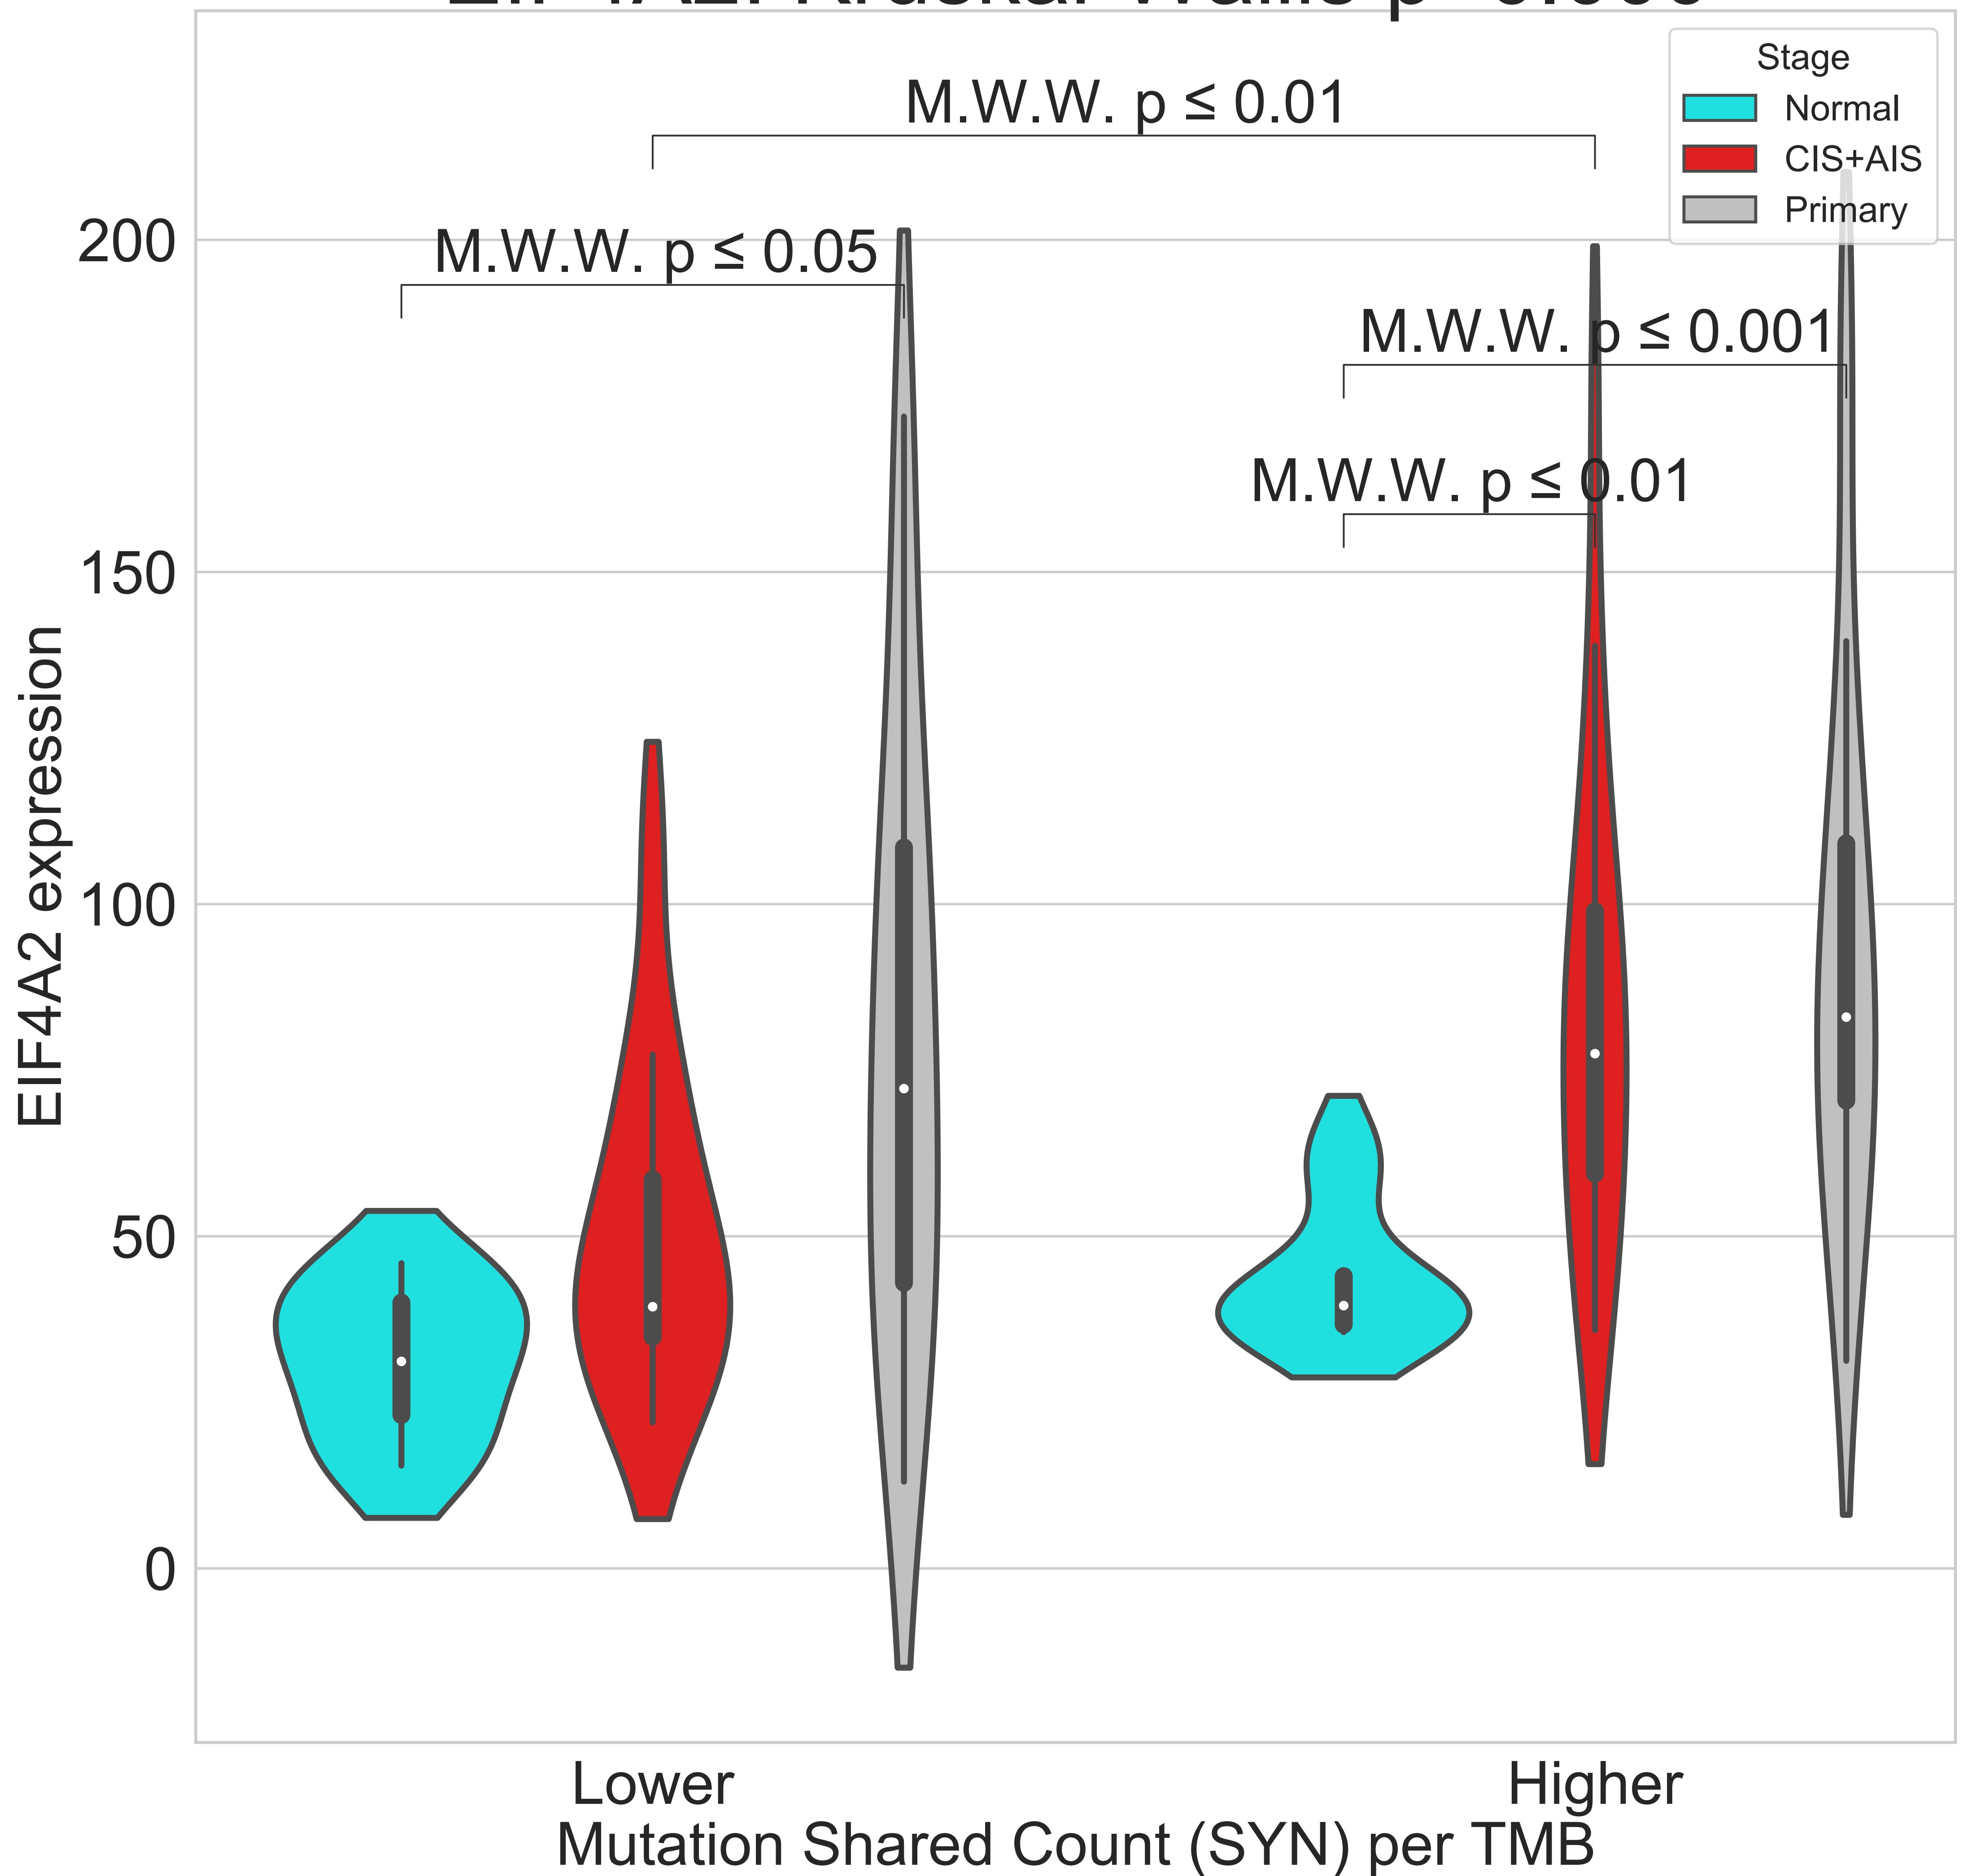 M.W.W. p ≤ 0.01
Stage
Normal
CIS+AIS
Primary
M.W.W. p ≤ 0.05
M.W.W. p ≤ 0.001
M.W.W. p ≤ 0.01
200
150
100
50
0
EIF4A2 expression
Lower
Higher
Mutation Shared Count (SYN) per TMB